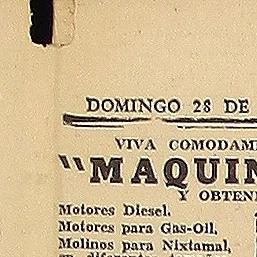 DOMINGO 28 DE
VIVA COMODAM
"MAQUIN
Y OBTEN
Motores Diesel.
Motores para Gas-Oil,
Molinos para Nixtamal,